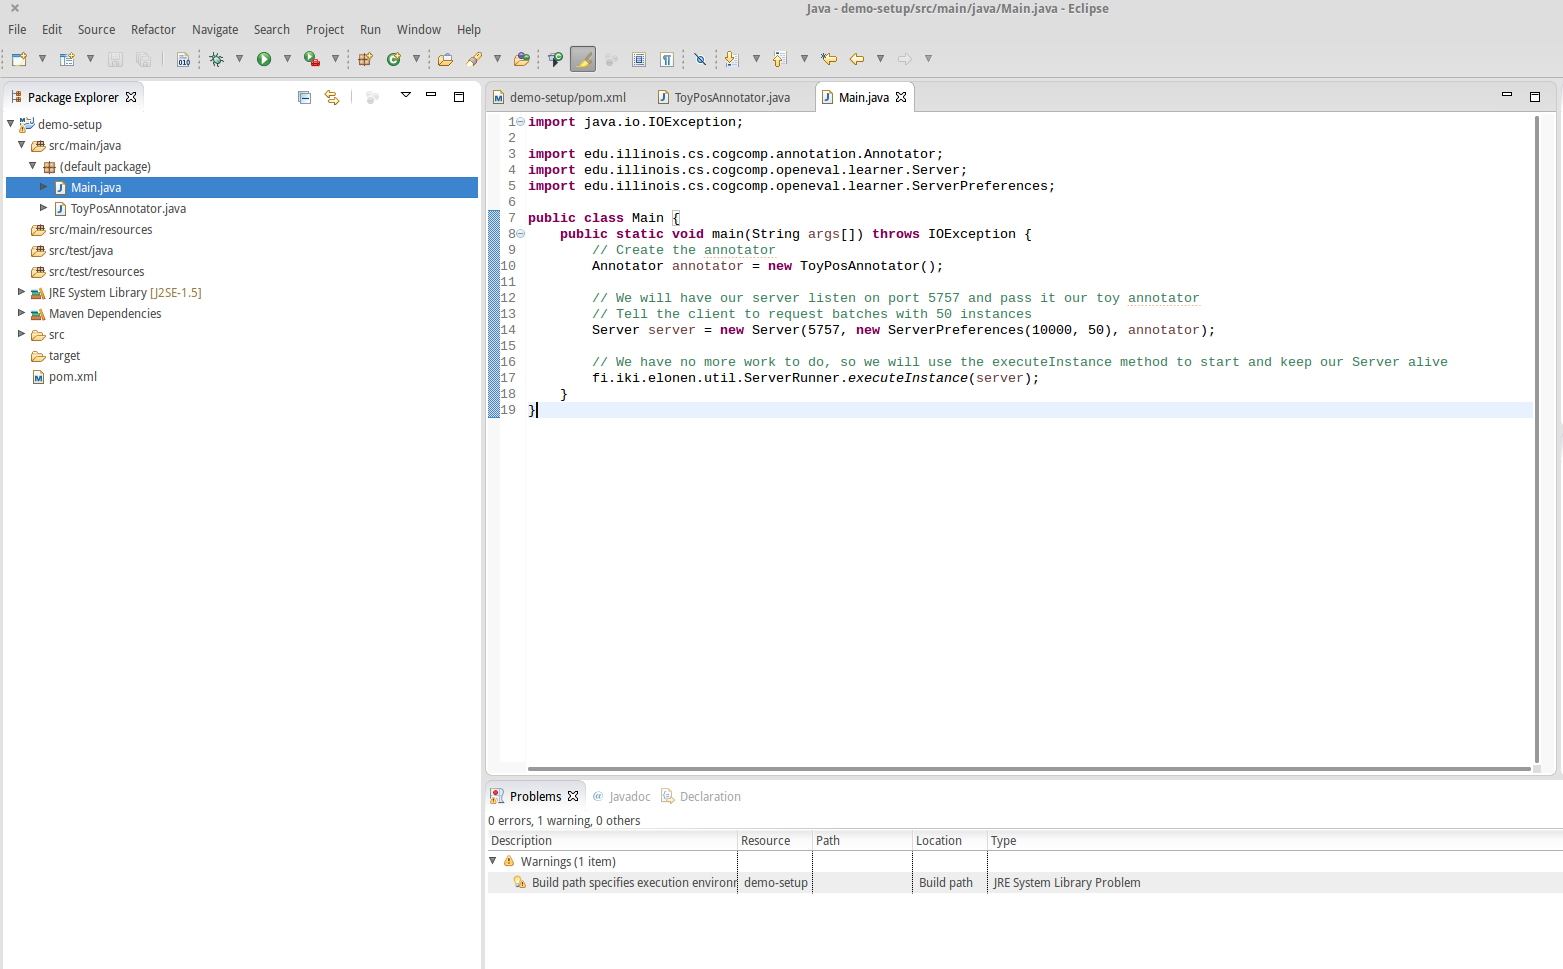 Java - demo-setup/src/main/java/Main.java - Eclipse
File Edit Source Refactor Navigate Search Project Run Window Help
Package Explorer
demo-setup
src/main/java
(default package)
Main.java
ToyPosAnnotator.java
src/main/resources
src/test/java
src/test/resources
JRE System Library [J2SE-1.5]
Maven Dependencies
src
target
pom.xml
demo-setup/pom.xml ToyPosAnnotator.java Main.java
1 import java.io.IOException;
2
3 import edu.illinois.cs.cogcomp.annotation.Annotator;
4 import edu.illinois.cs.cogcomp.openeval.learner.Server;
5 import edu.illinois.cs.cogcomp.openeval.learner.ServerPreferences;
6
7 public class Main {
8 public static void main(String args[]) throws IOException {
9 // Create the annotator
10 Annotator annotator = new ToyPosAnnotator();
11
12 // We will have our server listen on port 5757 and pass it our toy annotator
13 // Tell the client to request batches with 50 instances
14 Server server = new Server(5757, new ServerPreferences(10000, 50), annotator);
15
16 // We have no more work to do, so we will use the executeInstance method to start and keep our Server alive
17 fi.iki.elonen.util.ServerRunner.executeInstance(server);
18 }
19 }
Problems @ Javadoc Declaration
0 errors, 1 warning, 0 others
Description Resource Path Location Type
Warnings (1 item)
Build path specifies execution environ demo-setup Build path JRE System Library Problem